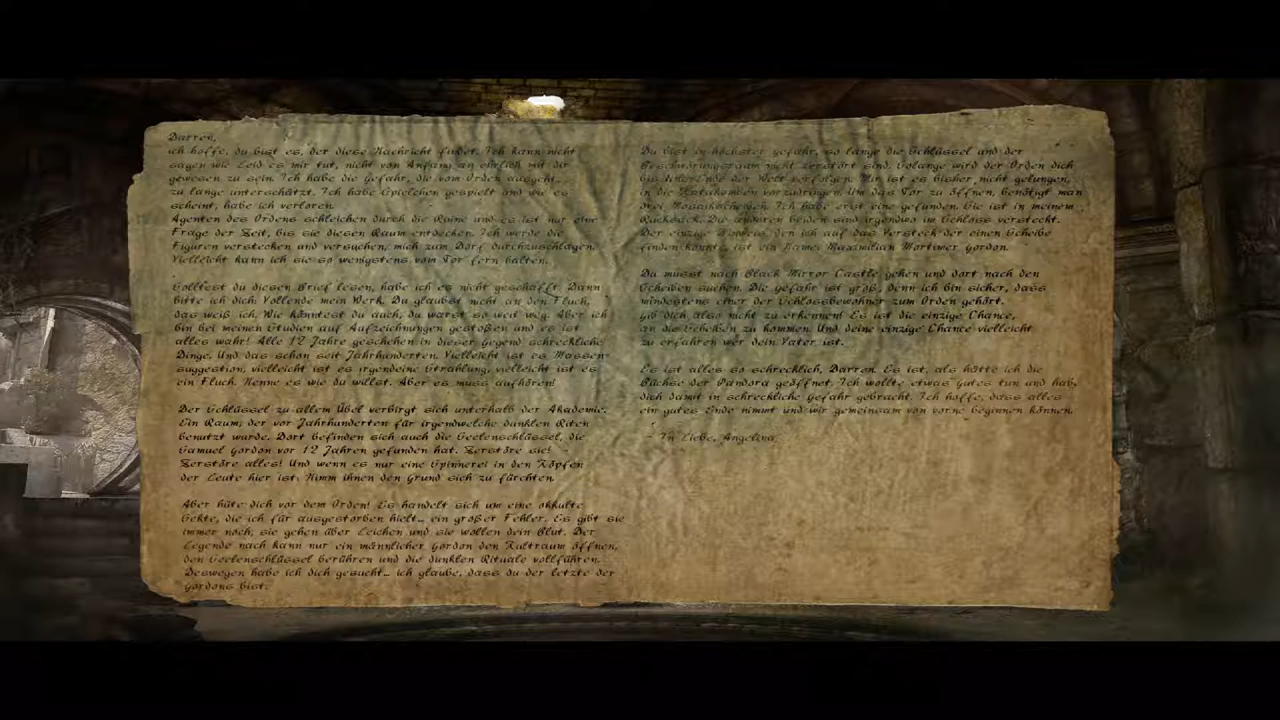 Darren,
ich hoffe, du bist es, der diese Nachricht findet. Ich kann nicht
sagen wie Leid es mir tut, nicht von Anfang an ehrlich mit dir
gewesen zu sein. Ich habe die Gefahr, die vom Orden ausgeht,
zu lange unterschätzt. Ich habe Spielchen gespielt und wie es
scheint, habe ich verloren.
Agenten des Ordens schleichen durch die Ruine und es ist nur eine
Frage der Zeit, bis sie diesen Raum entdecken. Ich werde die
Figuren verstecken und versuchen, mich zum Dorf durchzuschlagen.
Vielleicht kann ich sie so wenigstens vom Tor fern halten.
Solltest du diesen Brief lesen, habe ich es nicht geschafft. Dann
bitte ich dich: Vollende mein Werk. Du glaubst nicht an den Fluch,
das weiß ich. Wie könntest du auch, du warst so weit weg. Aber ich
bin bei meinen Studien auf Aufzeichnungen gestoßen und es ist
alles wahr! Alle 12 Jahre geschehen in dieser Gegend schreckliche
Dinge. Und das schon seit Jahrhunderten. Vielleicht ist es Massen-
suggestion, vielleicht ist es irgendeine Strahlung, vielleicht ist es
ein Fluch. Nenne es wie du willst. Aber es muss aufhören!
Der Schlüssel zu allem Übel verbirgt sich unterhalb der Akademie.
Ein Raum, der vor Jahrhunderten für irgendwelche dunklen Riten
benutzt wurde. Dort befinden sich auch die Seelenschlüssel, die
Samuel Gordon vor 12 Jahren gefunden hat. Zerstöre sie!
Zerstöre alles! Und wenn es nur eine Spinnerei in den Köpfen
der Leute hier ist: Nimm ihnen den Grund sich zu fürchten.
Aber hüte dich vor dem Orden! Es handelt sich um eine okkulte
Sekte, die ich für ausgestorben hielt... ein großer Fehler. Es gibt sie
immer noch, sie gehen über Leichen und sie wollen dein Blut. Der
Legende nach kann nur ein männlicher Gordon den Kultraum öffnen,
den Seelenschlüssel berühren und die dunklen Rituale vollführen.
Deswegen habe ich dich gesucht... ich glaube, dass du der letzte der
Gordons bist.
Du bist in höchster Gefahr, so lange die Schlüssel und der
Beschwörungsraum nicht zerstört sind. Solange wird der Orden dich
bis ans Ende der Welt verfolgen. Mir ist es bisher nicht gelungen,
in die Katakomben vorzudringen. Um das Tor zu öffnen, benötigt man
drei Mosaikscheiben. Ich habe erst eine gefunden. Sie ist in meinem
Rucksack. Die anderen beiden sind irgendwo im Schloss versteckt.
Der einzige Hinweis, den ich auf das Versteck der einen Scheibe
finden konnte, ist ein Name: Maximilian Mortimer Gordon.
Du musst nach Black Mirror Castle gehen und dort nach den
Scheiben suchen. Die Gefahr ist groß, denn ich bin sicher, dass
mindestens einer der Schlossbewohner zum Orden gehört.
Gib dich also nicht zu erkennen! Es ist die einzige Chance,
an die Scheiben zu kommen. Und deine einzige Chance vielleicht
zu erfahren wer dein Vater ist.
Es ist alles so schrecklich, Darren. Es ist, als hätte ich die
Büchse der Pandora geöffnet. Ich wollte etwas Gutes tun und habe
dich damit in schreckliche Gefahr gebracht. Ich hoffe, dass alles
ein gutes Ende nimmt und wir gemeinsam von vorne beginnen können.
- In Liebe, Angelina